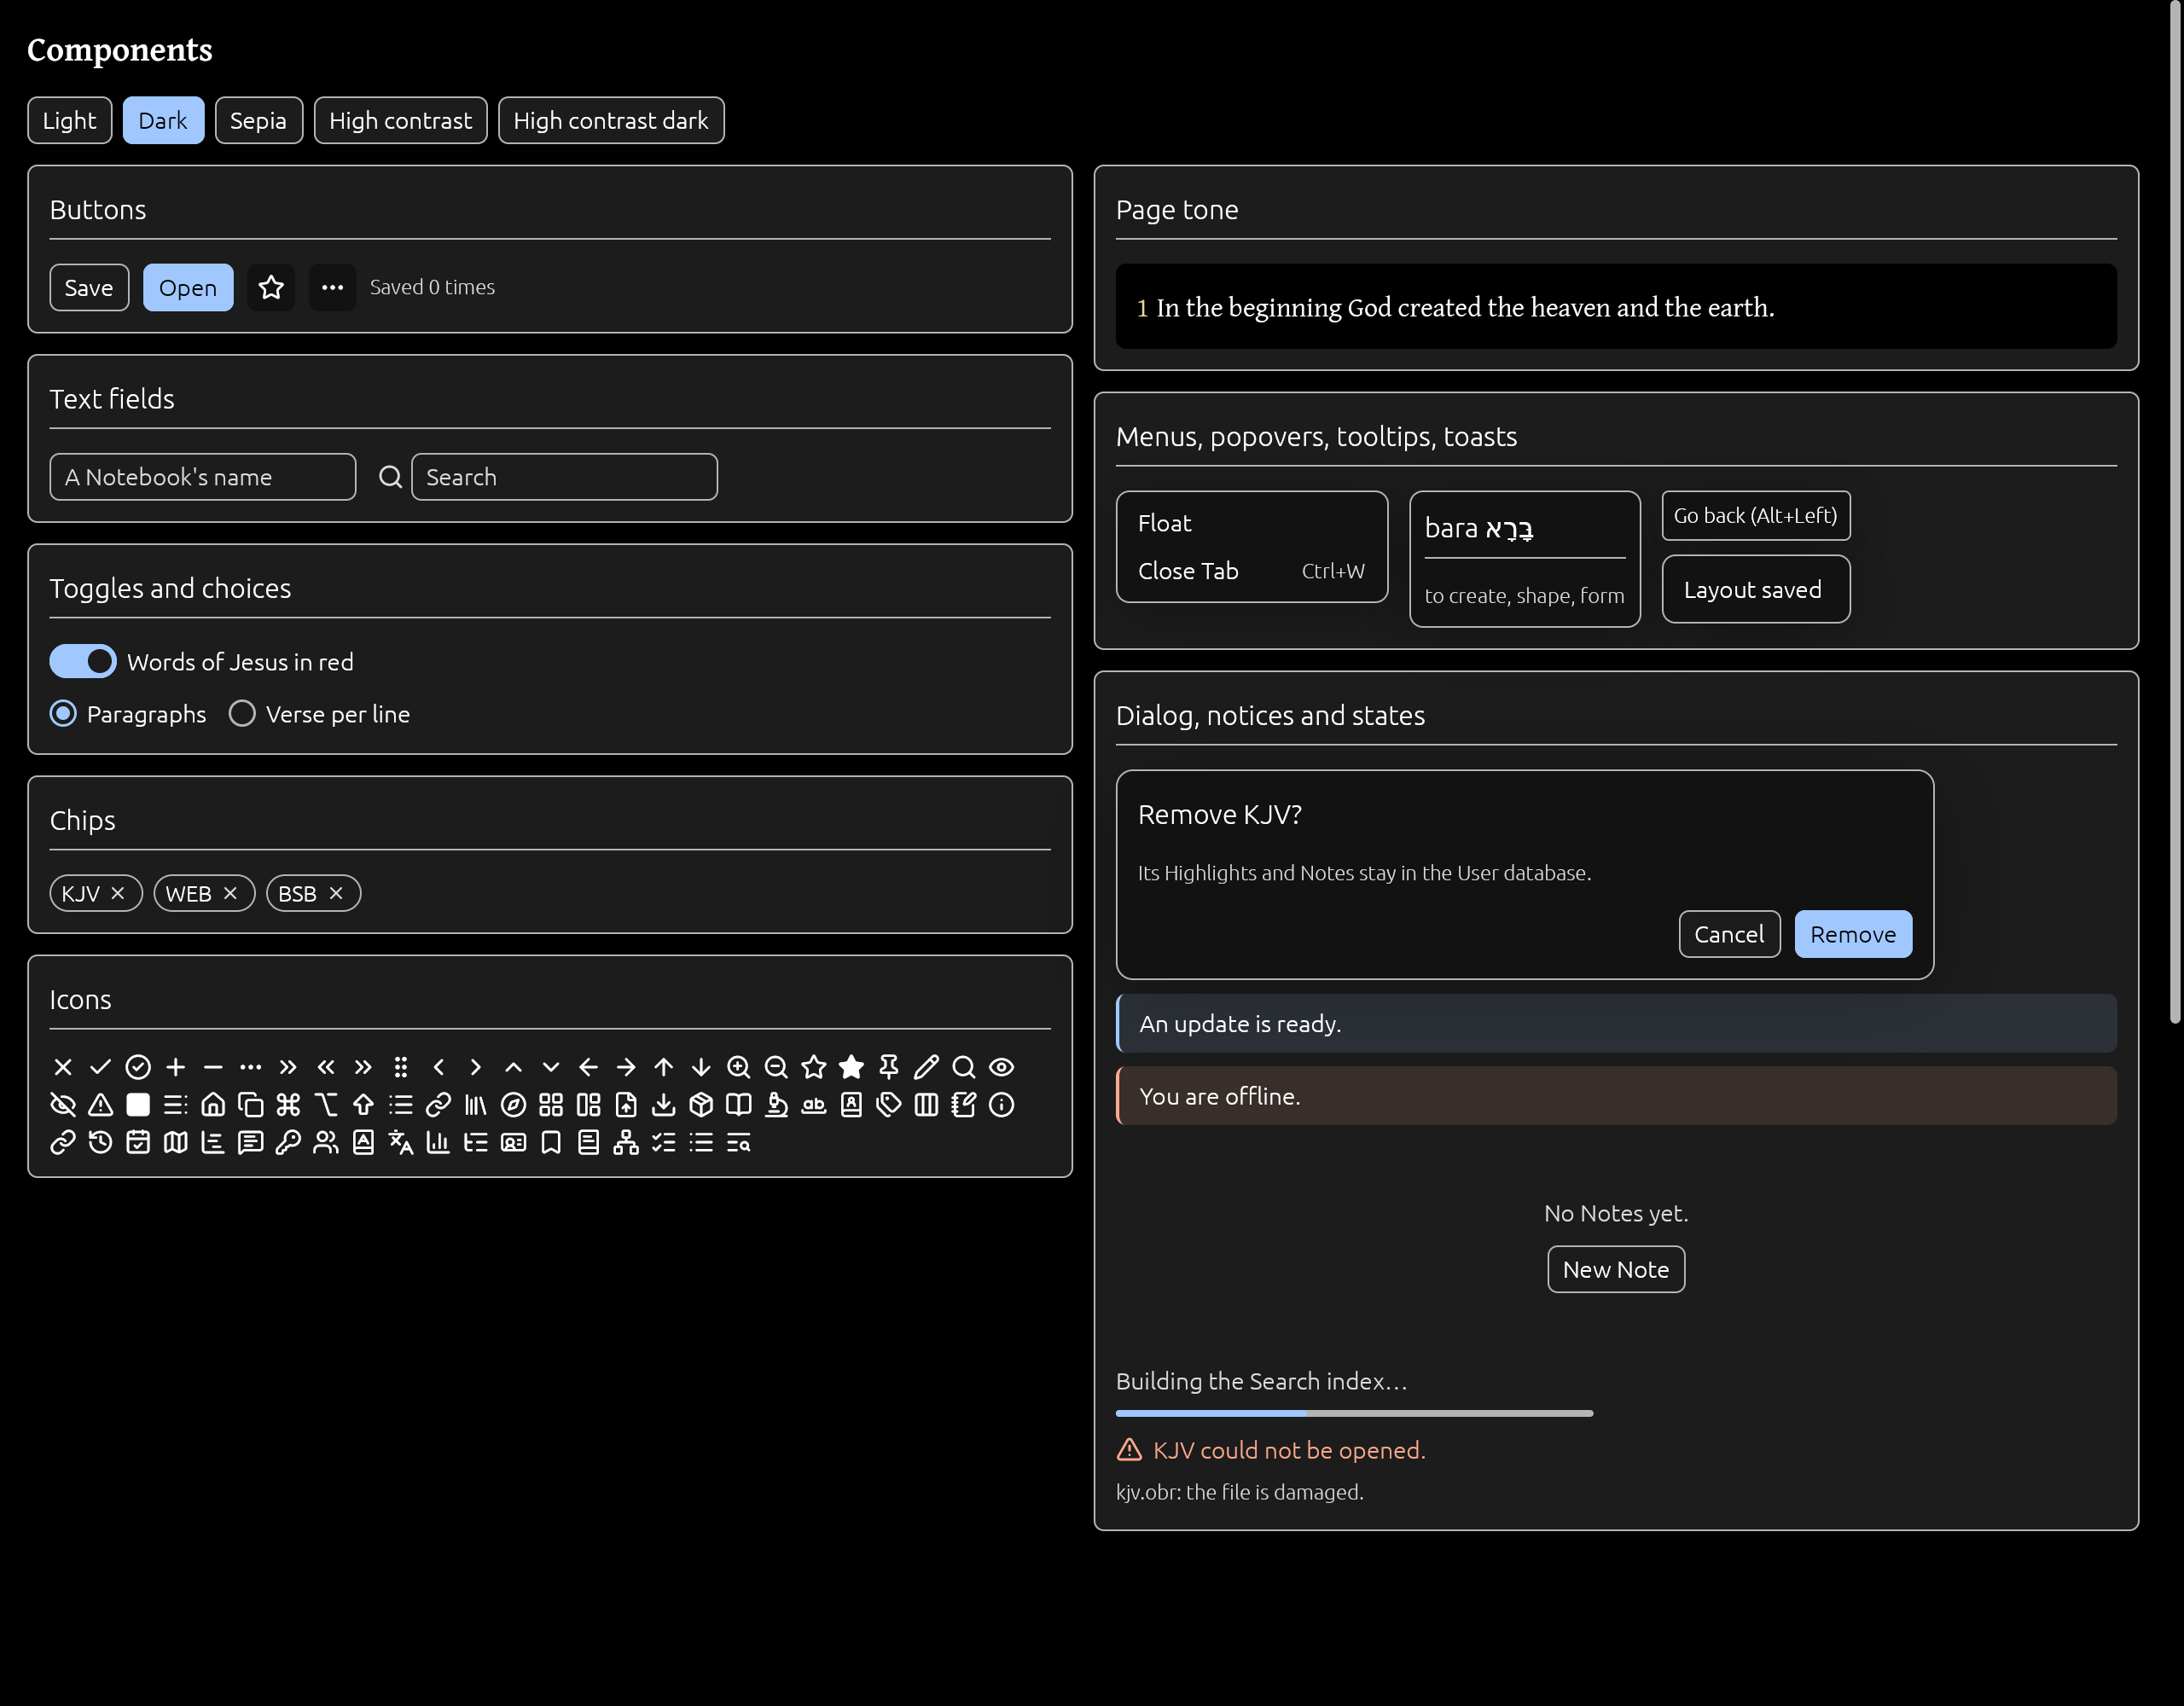 Components
Light Dark Sepia High contrast High contrast dark
Buttons
Save Open Saved 0 times
Text fields
A Notebook's name Search
Toggles and choices
Words of Jesus in red
Paragraphs Verse per line
Chips
KJV WEB BSB
Icons
Page tone
1 In the beginning God created the heaven and the earth.
Menus, popovers, tooltips, toasts
Float
Close Tab Ctrl+W
bara בָּרָא
to create, shape, form
Go back (Alt+Left)
Layout saved
Dialog, notices and states
Remove KJV?
Its Highlights and Notes stay in the User database.
Cancel Remove
An update is ready.
You are offline.
No Notes yet.
New Note
Building the Search index…
KJV could not be opened.
kjv.obr: the file is damaged.